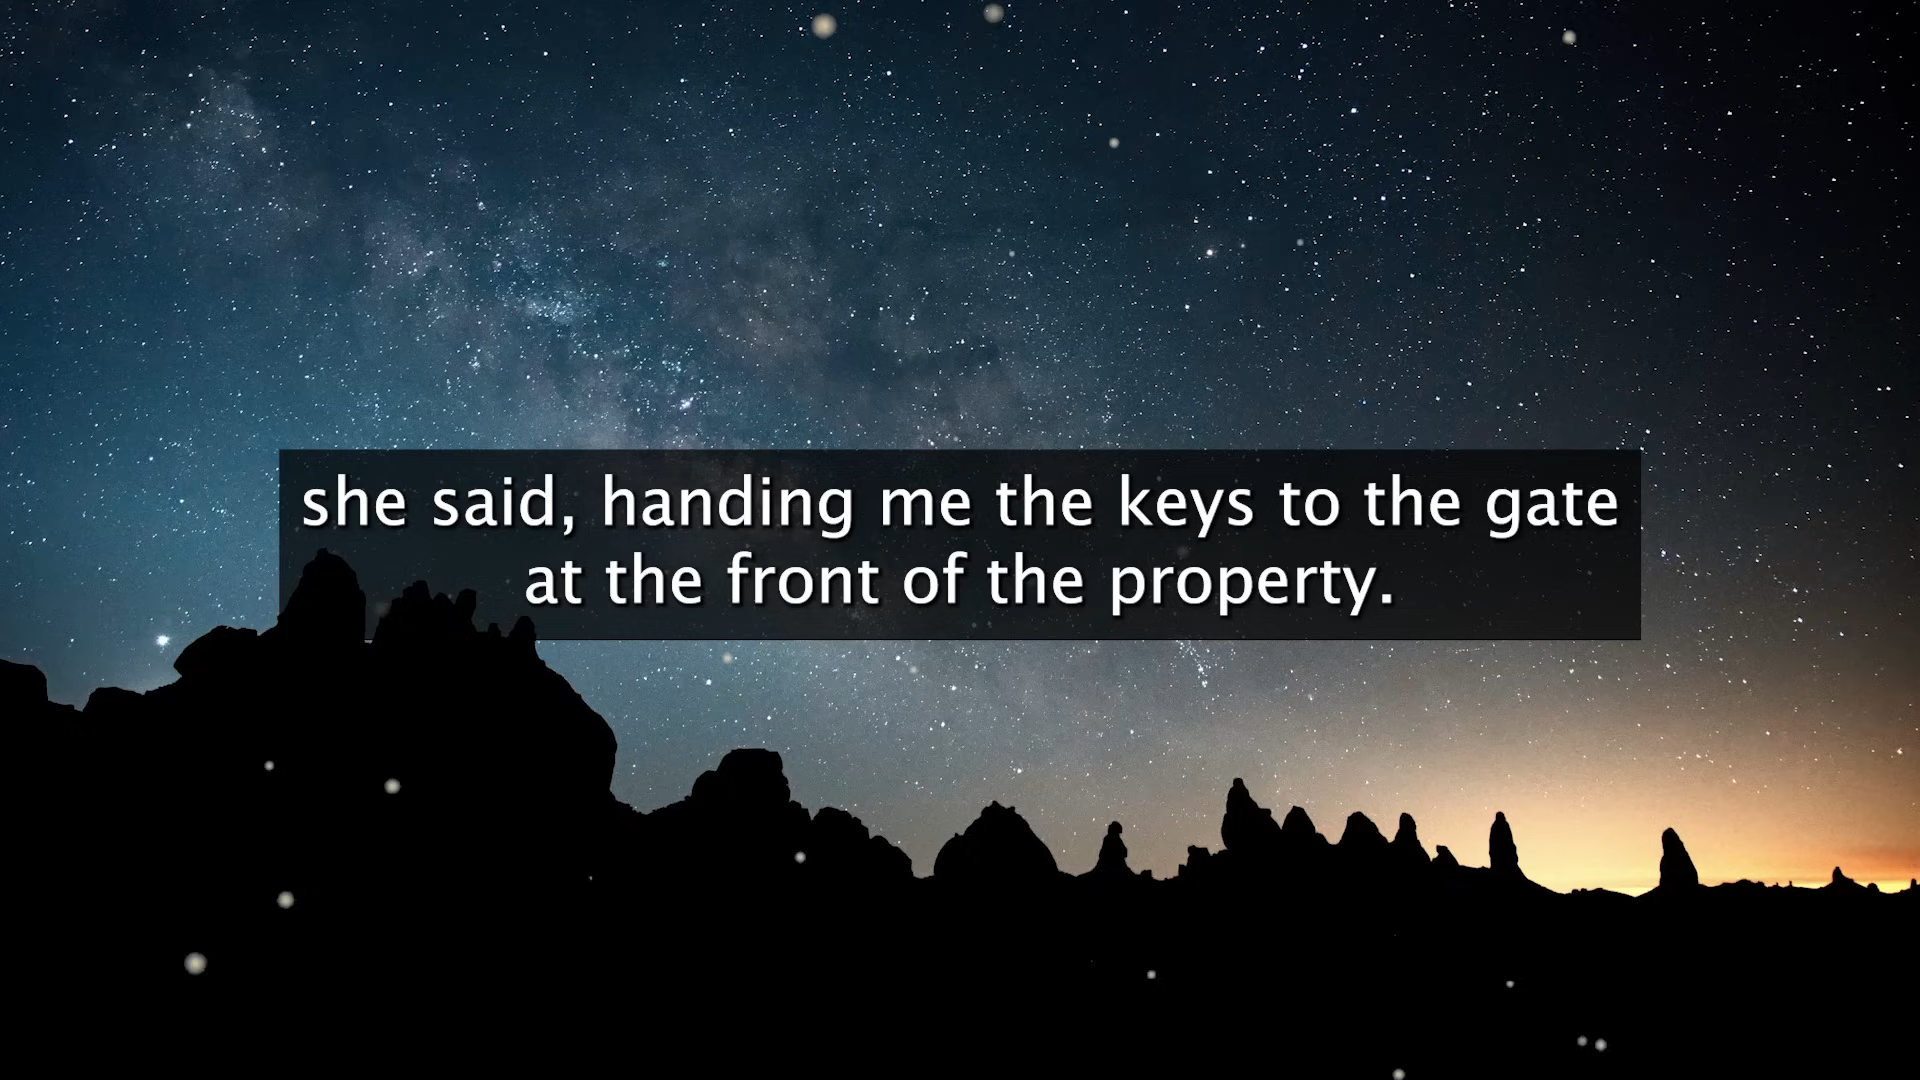 she said, handing me the keys to the gate
at the front of the property.